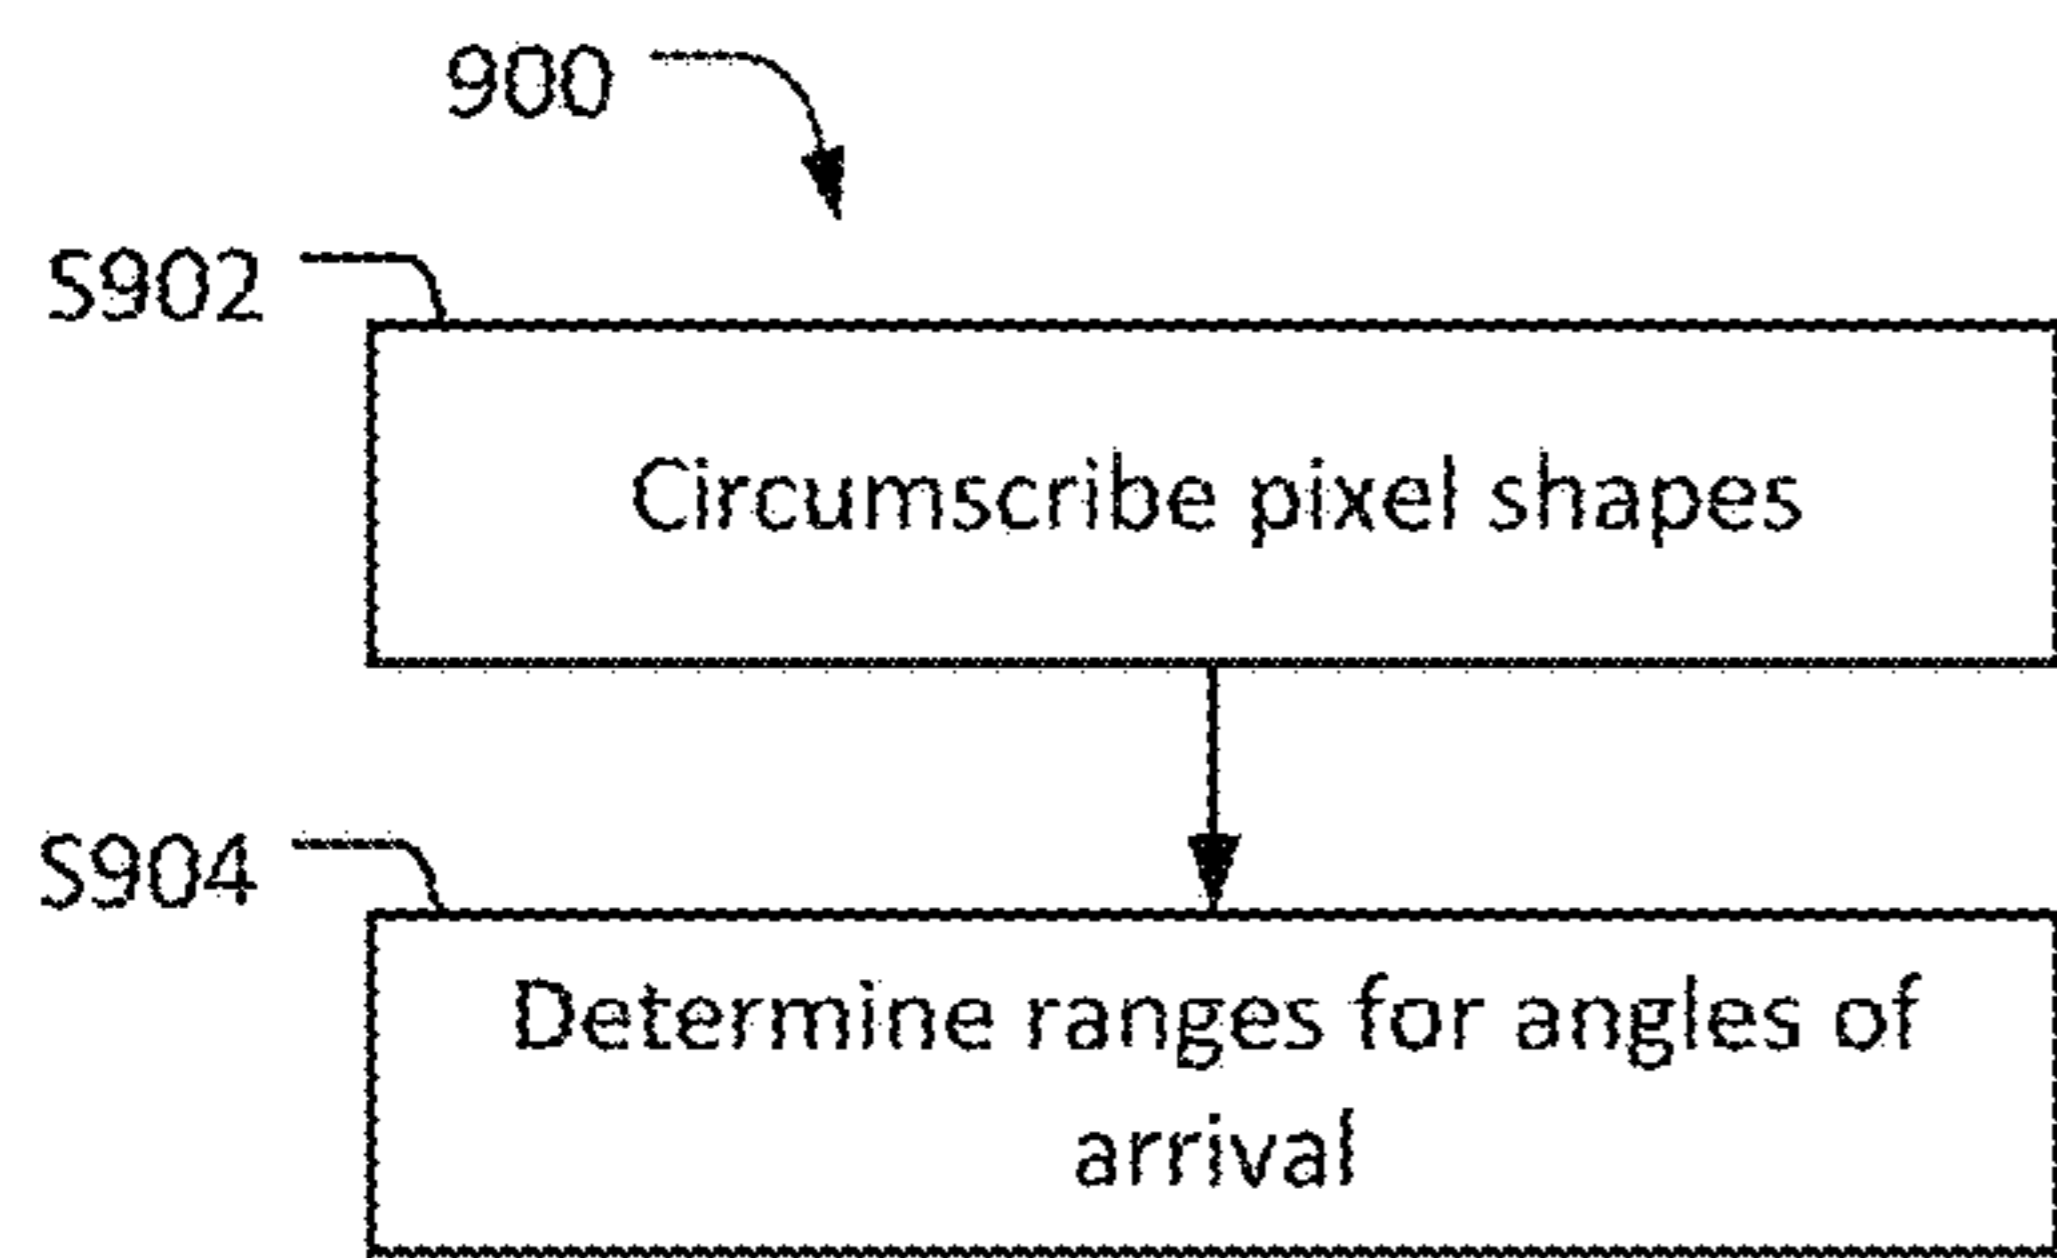 900
S902
Circumscribe pixel shapes
S904
Determine ranges for angles of
arrival